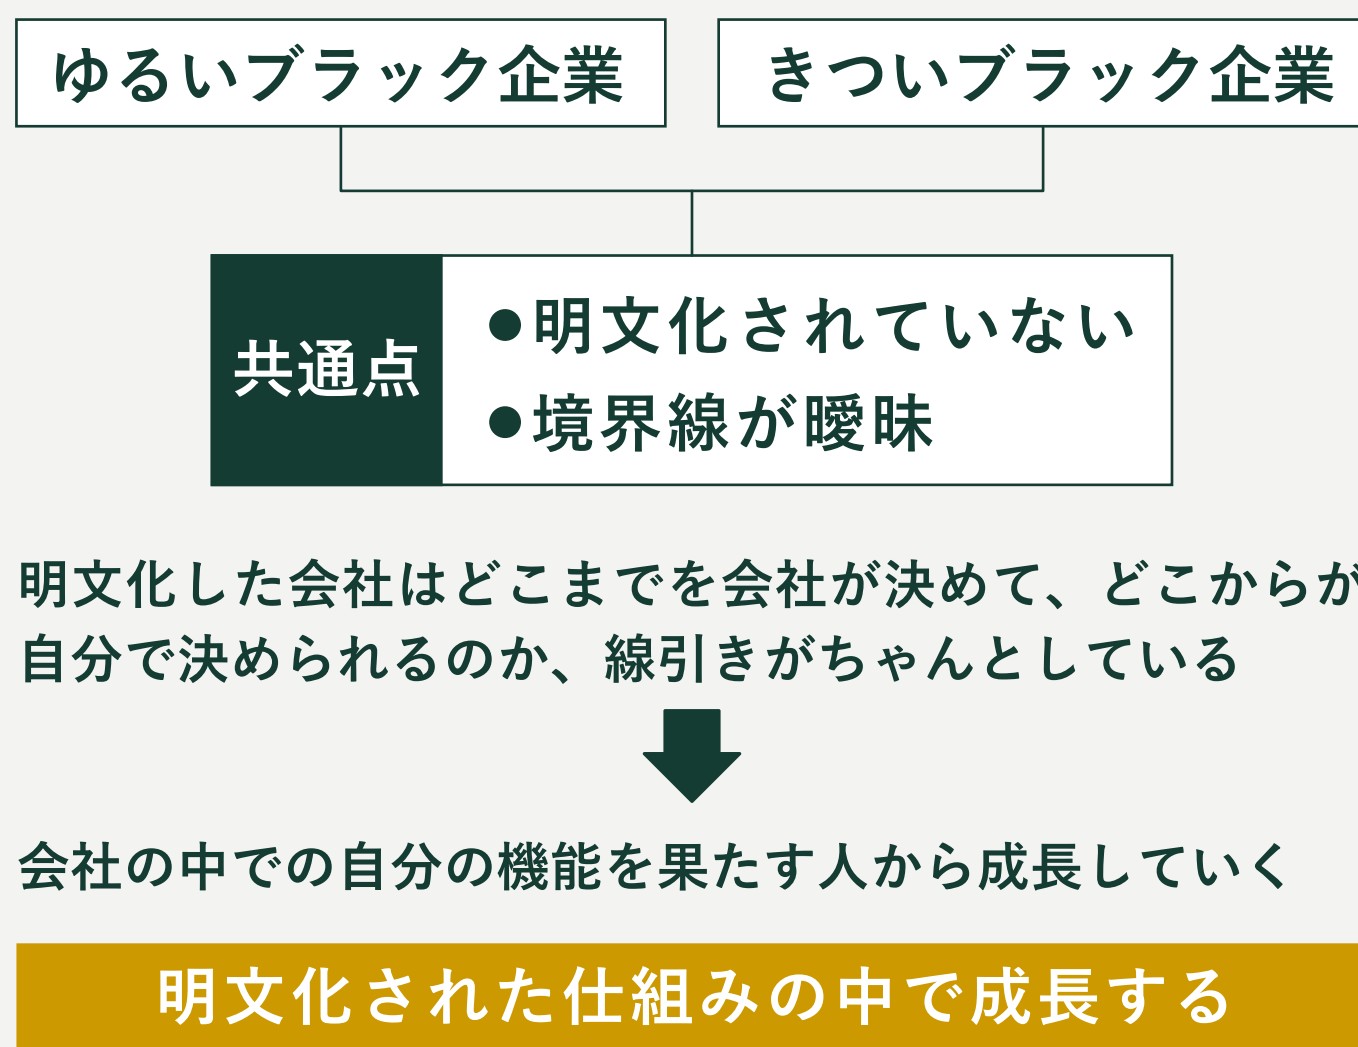 ゆるいブラック企業
きついブラック企業
共通点
●明文化されていない
●境界線が曖昧
明文化した会社はどこまでを会社が決めて、どこからが
自分で決められるのか、線引きがちゃんとしている
会社の中での自分の機能を果たす人から成長していく
明文化された仕組みの中で成長する